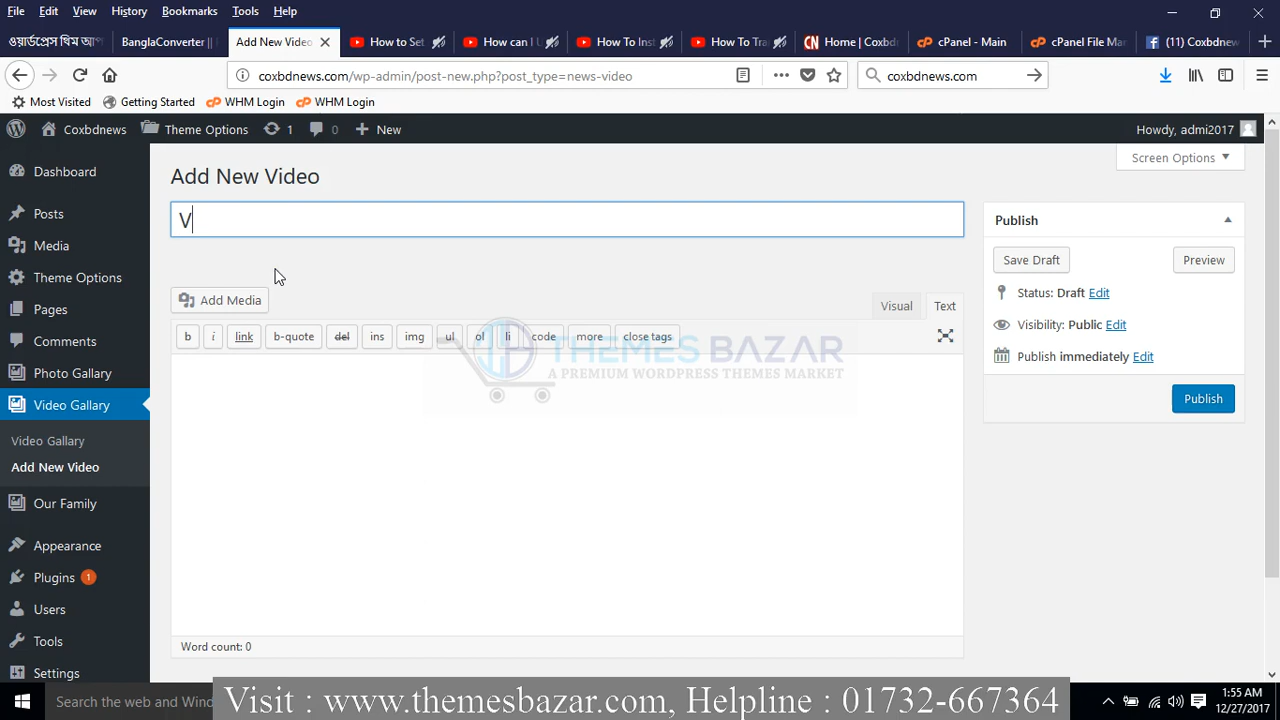 File Edit View History Bookmarks Tools Help
ওয়ার্ডপ্রেস থিম আপ BanglaConverter || Add New Video How to Set How can I U How To Inst How To Tra Home | Coxbd cPanel - Main cPanel File Mar (11) Coxbdnew
coxbdnews.com/wp-admin/post-new.php?post_type=news-video coxbdnews.com
Most Visited Getting Started WHM Login WHM Login
Coxbdnews Theme Options 1 0 New Howdy, admi2017
Screen Options
Dashboard
Posts
Media
Theme Options
Pages
Comments
Photo Gallary
Video Gallary
Video Gallary
Add New Video
Our Family
Appearance
Plugins 1
Users
Tools
Settings
Add New Video
V
Add Media Visual Text
b i link b-quote del ins img ul ol li code more close tags
THEMES BAZAR
A PREMIUM WORDPRESS THEMES MARKET
Word count: 0
Publish
Save Draft Preview
Status: Draft Edit
Visibility: Public Edit
Publish immediately Edit
Publish
Search the web and Wind
Visit : www.themesbazar.com, Helpline : 01732-667364
1:55 AM
12/27/2017